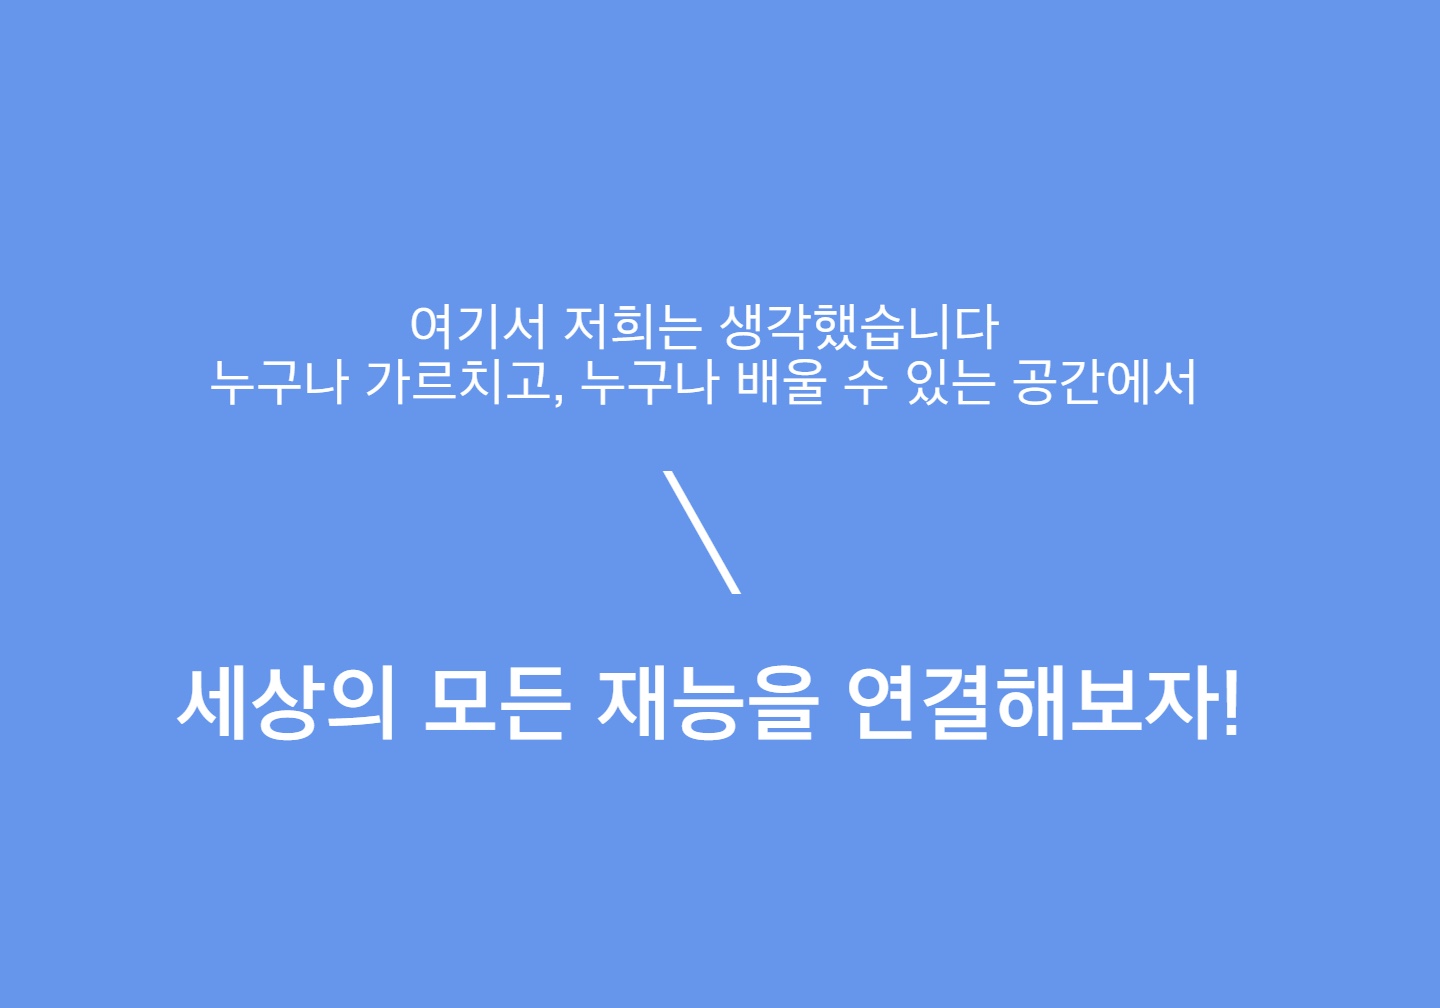 여기서 저희는 생각했습니다
누구나 가르치고, 누구나 배울 수 있는 공간에서
세상의 모든 재능을 연결해보자!